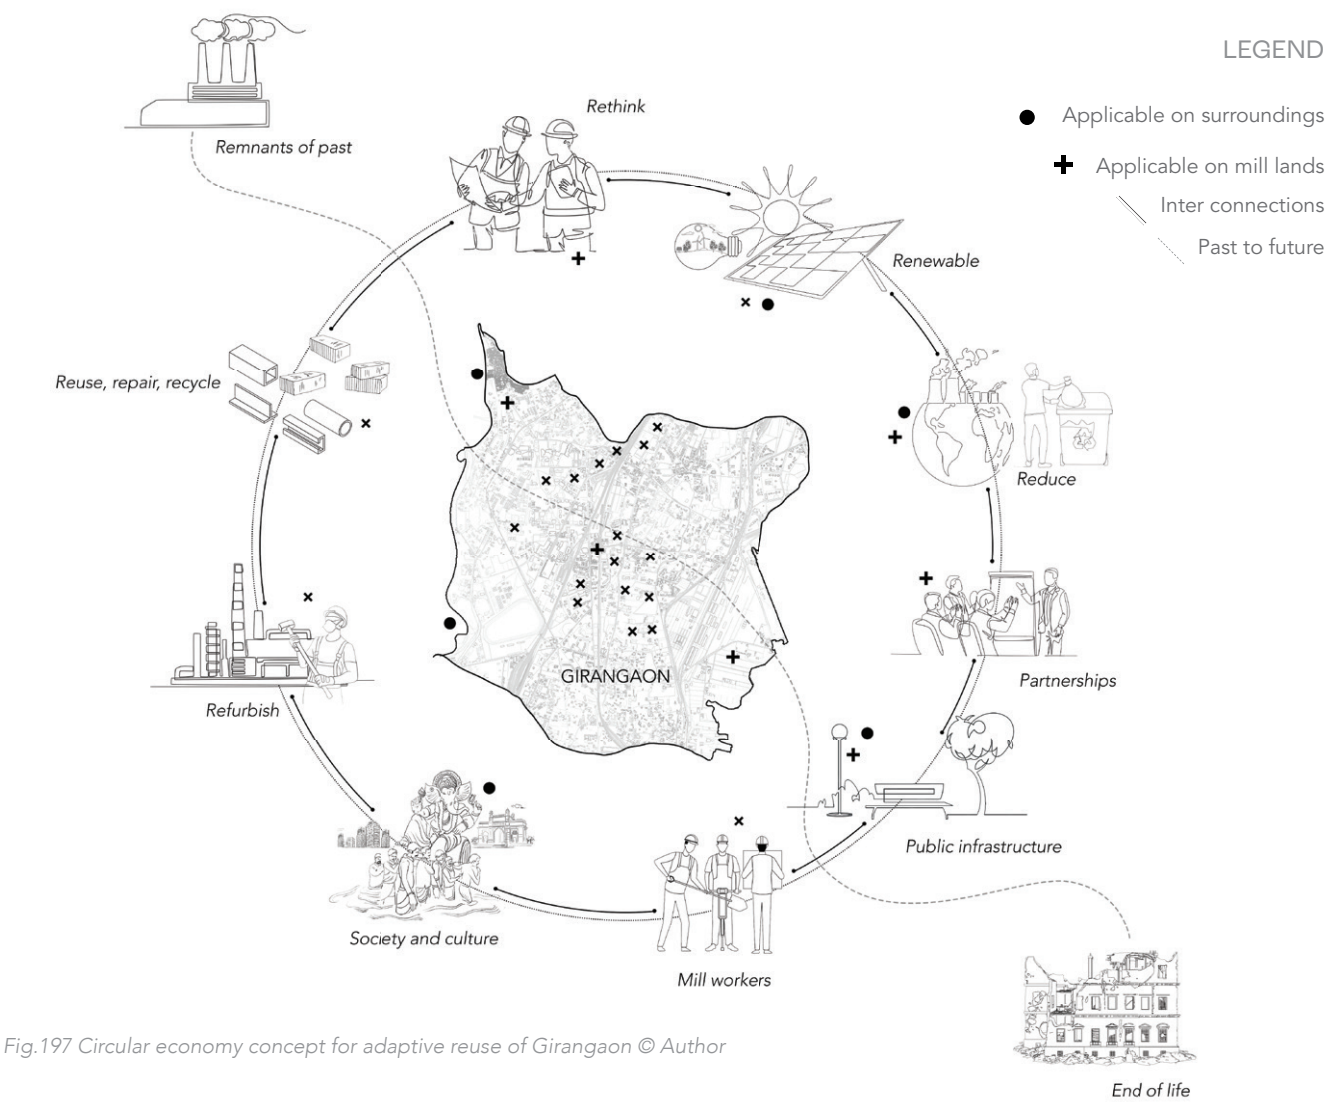 LEGEND
Applicable on surroundings
Applicable on mill lands
Inter connections
Past to future
Remnants of past
Rethink
Renewable
Reuse, repair, recycle
Reduce
GIRANGAON
Partnerships
Refurbish
Public infrastructure
Society and culture
Mill workers
Fig.197 Circular economy concept for adaptive reuse of Girangaon © Author
End of life